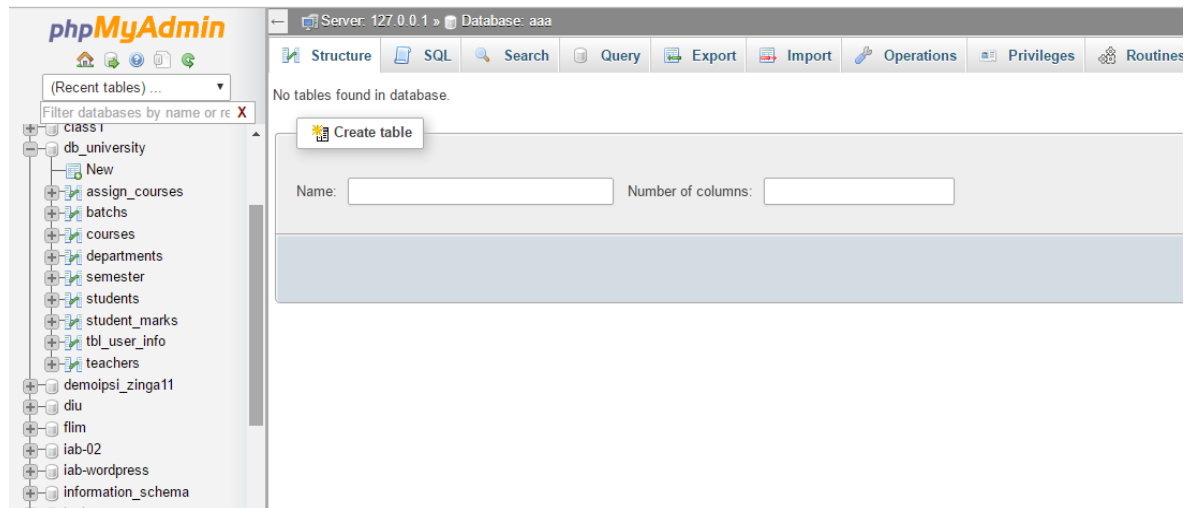 phpMyAdmin
(Recent tables) ...
Filter databases by name or re X
class1
db_university
New
assign_courses
batchs
courses
departments
semester
students
student_marks
tbl_user_info
teachers
demoipsi_zinga11
diu
flim
iab-02
iab-wordpress
information_schema
Server: 127.0.0.1 » Database: aaa
Structure SQL Search Query Export Import Operations Privileges Routines
No tables found in database.
Create table
Name: Number of columns: